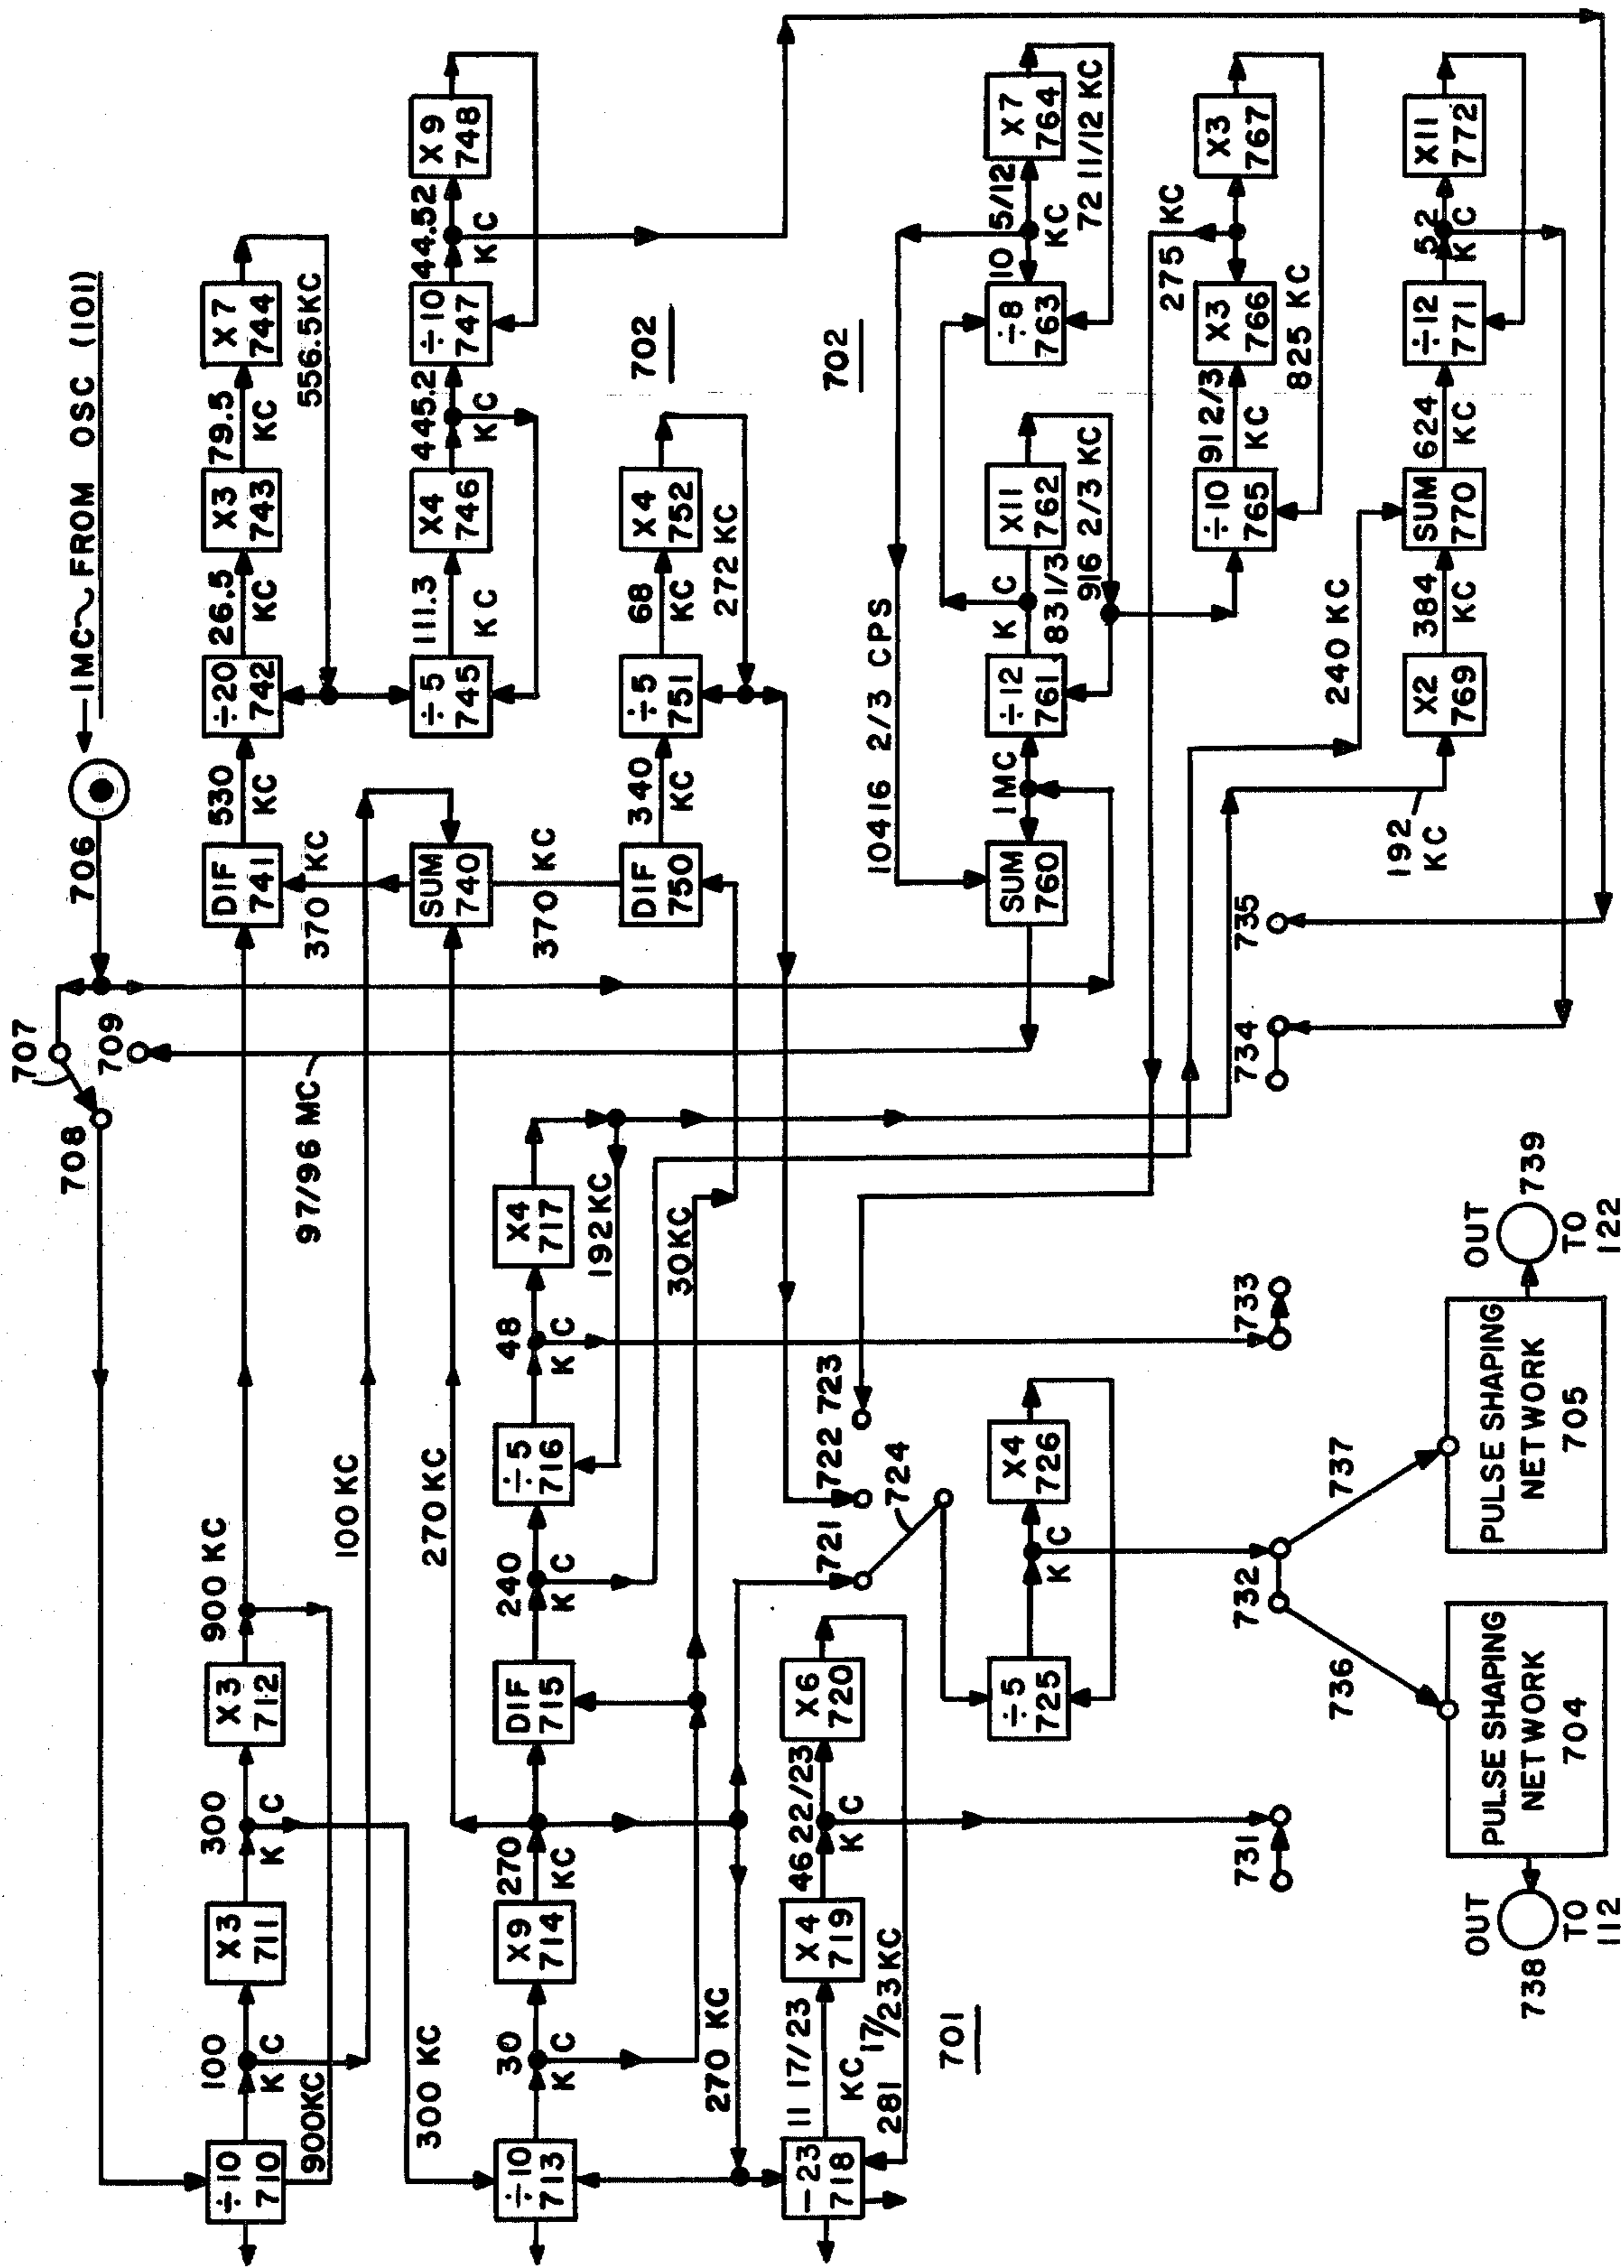 1MC~FROM OSC (101)
706
707
708
709
97/96 MC
÷10
710
100
KC
X3
711
300
KC
X3
712
900 KC
900KC
100 KC
300 KC
DIF
741
530
KC
÷20
742
26.5
KC
X3
743
79.5
KC
X7
744
556.5KC
370 KC
SUM
740
370 KC
÷5
745
111.3
KC
X4
746
445.2
KC
÷10
747
44.52
KC
X9
748
DIF
750
340
KC
÷5
751
68
KC
X4
752
272 KC
702
÷10
713
30
KC
X9
714
270
KC
270KC
DIF
715
240
KC
÷5
716
48
KC
X4
717
192KC
30KC
270 KC
-23
718
11 17/23
KC
X4
719
46 22/23
KC
X6
720
281 17/23KC
701
721
722
723
724
÷5
725
KC
X4
726
702
10416 2/3 CPS
SUM
760
1MC
÷12
761
83 1/3
KC
X11
762
916 2/3 KC
÷8
763
10 5/12
KC
X7
764
72 11/12 KC
÷10
765
91 2/3
KC
X3
766
275 KC
X3
767
825 KC
240 KC
192
KC
X2
769
384
KC
SUM
770
624
KC
÷12
771
5.2
KC
X11
772
731
732
733
734
735
736
737
PULSE SHAPING
NETWORK
704
PULSE SHAPING
NETWORK
705
OUT
738
TO
112
OUT
739
TO
122